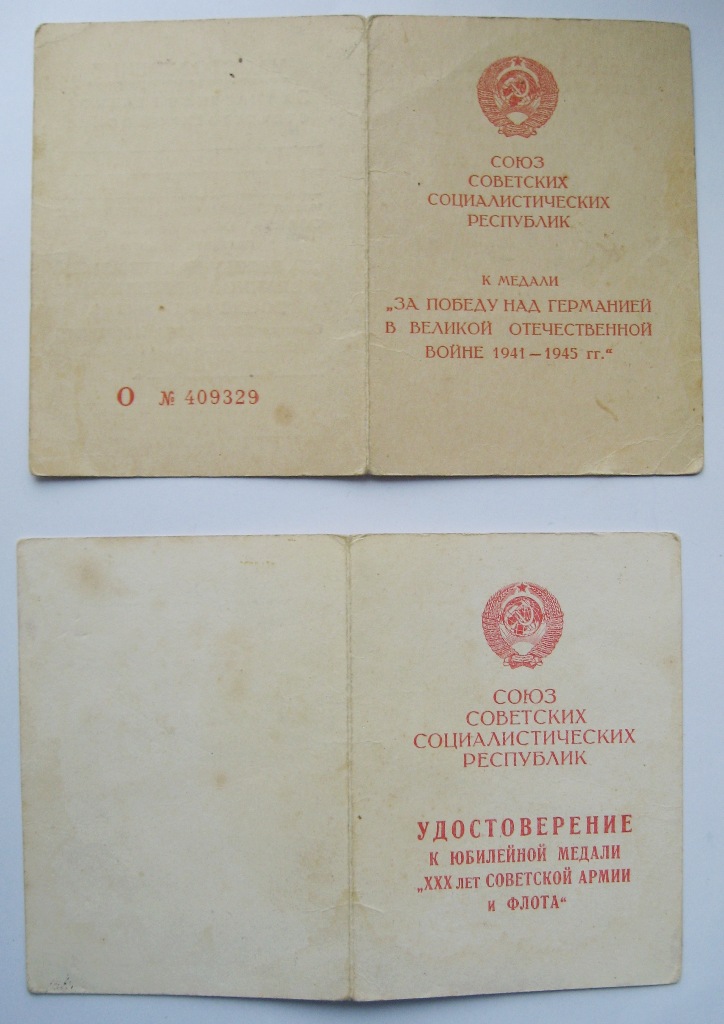 СОЮЗ
СОВЕТСКИХ
СОЦИАЛИСТИЧЕСКИХ
РЕСПУБЛИК
К МЕДАЛИ
„ЗА ПОБЕДУ НАД ГЕРМАНИЕЙ
В ВЕЛИКОЙ ОТЕЧЕСТВЕННОЙ
ВОЙНЕ 1941 — 1945 гг.“
О № 409329
СОЮЗ
СОВЕТСКИХ
СОЦИАЛИСТИЧЕСКИХ
РЕСПУБЛИК
УДОСТОВЕРЕНИЕ
К ЮБИЛЕЙНОЙ МЕДАЛИ
„XXX лет СОВЕТСКОЙ АРМИИ
и ФЛОТА“